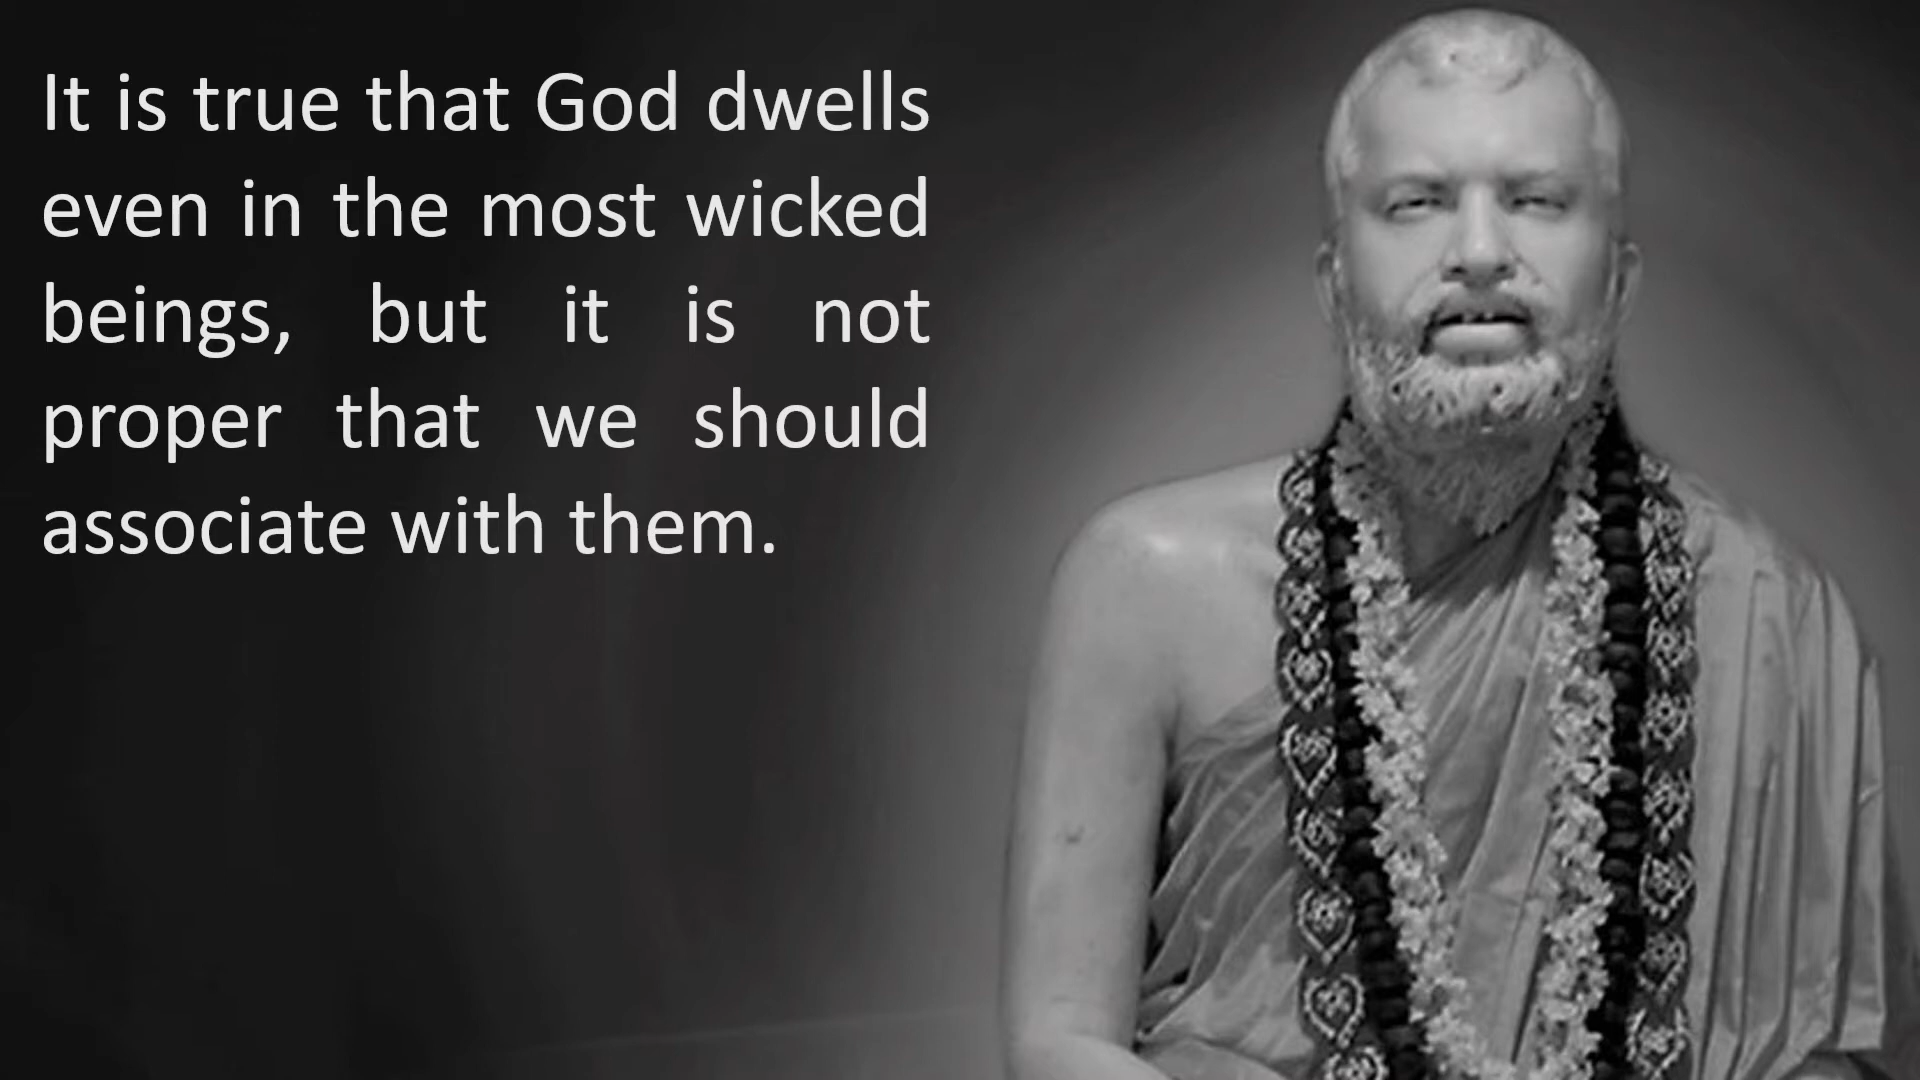 It is true that God dwells
even in the most wicked
beings, but it is not
proper that we should
associate with them.